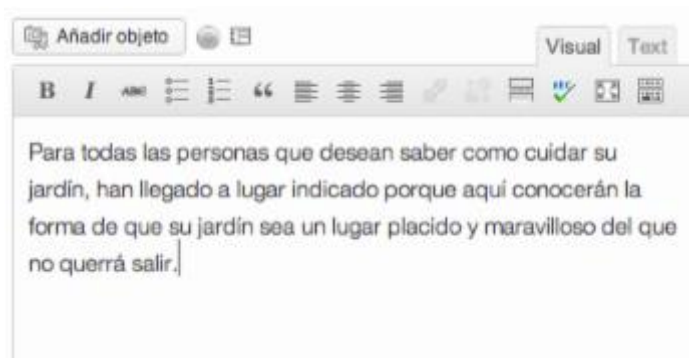 Añadir objeto
Visual Text
B I ABC
Para todas las personas que desean saber como cuidar su
jardín, han llegado a lugar indicado porque aquí conocerán la
forma de que su jardín sea un lugar placido y maravilloso del que
no querrá salir.